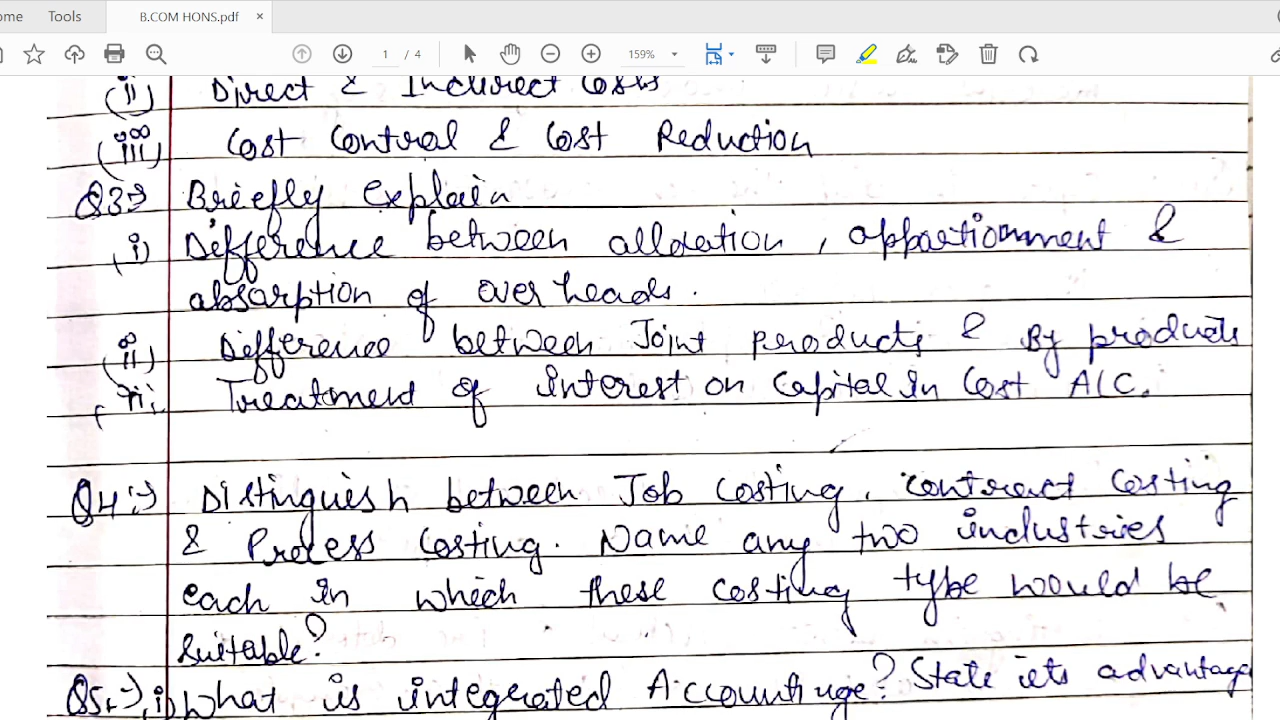 ome Tools B.COM HONS.pdf ×
1 / 4 159%
(ii) Direct & Indirect Costs
(iii) Cost Control & Cost Reduction
Q3:→ Briefly explain
(i) Difference between allocation, apportionment &
absorption of over heads.
(ii) Difference between Joint products & By products
(iii) Treatment of interest on Capital in Cost A/C.
Q4:→ Distinguish between Job Costing, contract Costing
& Process Costing. Name any two industries
each in which these costing type would be
suitable?
Q5:→ i) What is integrated Accounting? State its advantage